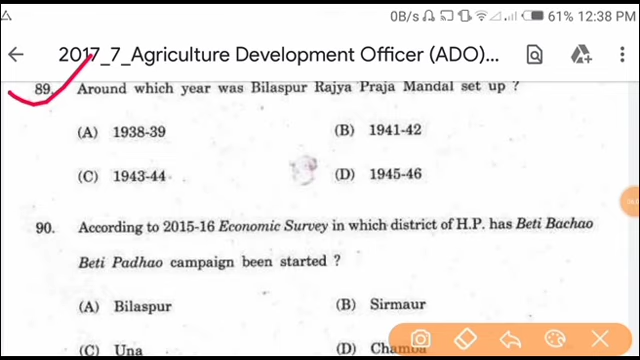 0B/s 61% 12:38 PM
2017_7_Agriculture Development Officer (ADO)...
89. Around which year was Bilaspur Rajya Praja Mandal set up ?
(A) 1938-39 (B) 1941-42
(C) 1943-44 (D) 1945-46
90. According to 2015-16 Economic Survey in which district of H.P. has Beti Bachao
Beti Padhao campaign been started ?
(A) Bilaspur (B) Sirmaur
(C) Una (D) Chamba